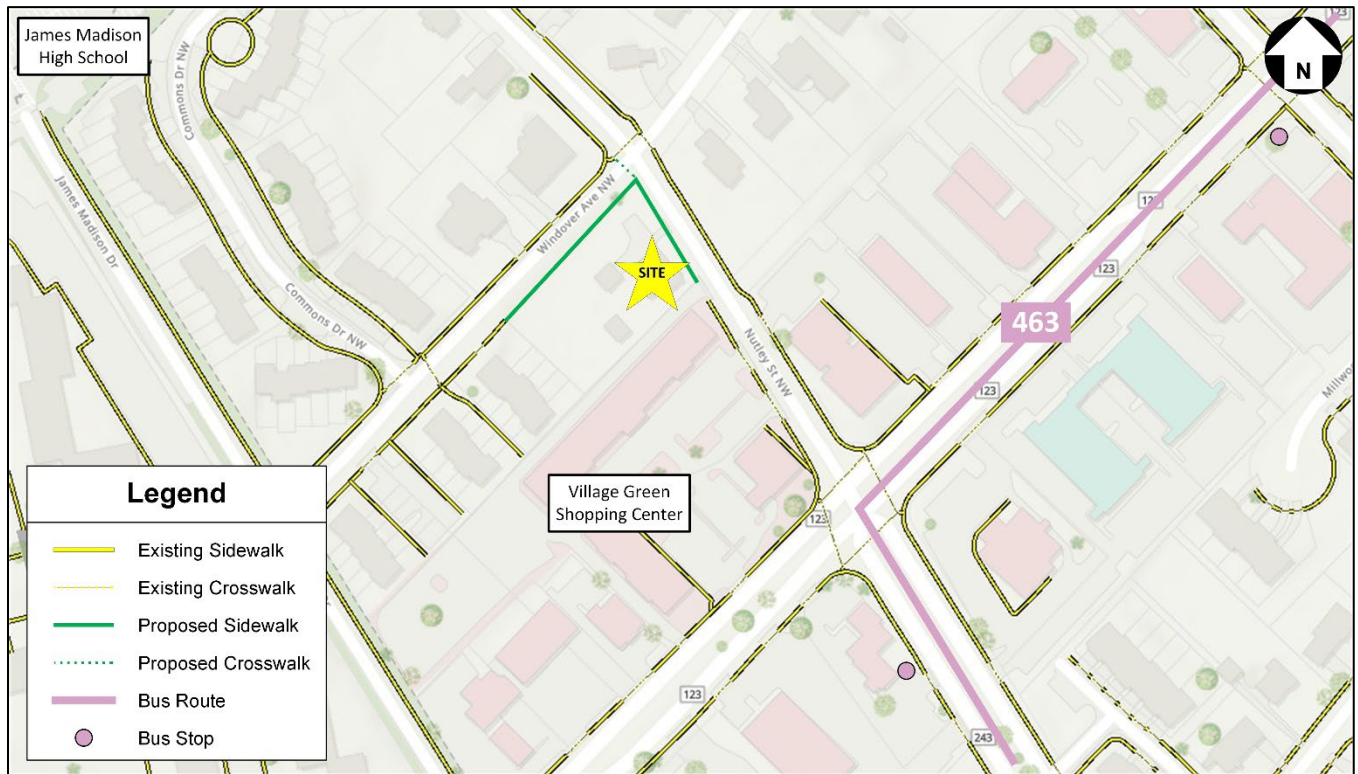 James Madison
High School
N
123
Commons Dr NW
James Madison Dr
Windover Ave NW
123
SITE
123
463
Commons Dr NW
Nutley St NW
123
Village Green
Shopping Center
123
123
243
Legend
Existing Sidewalk
Existing Crosswalk
Proposed Sidewalk
Proposed Crosswalk
Bus Route
Bus Stop